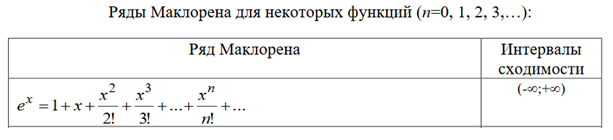 Ряды Маклорена для некоторых функций (n=0, 1, 2, 3,…):
Ряд Маклорена
Интервалы
сходимости
e^x = 1 + x + x^2/2! + x^3/3! + ... + x^n/n! + ...
(-∞;+∞)